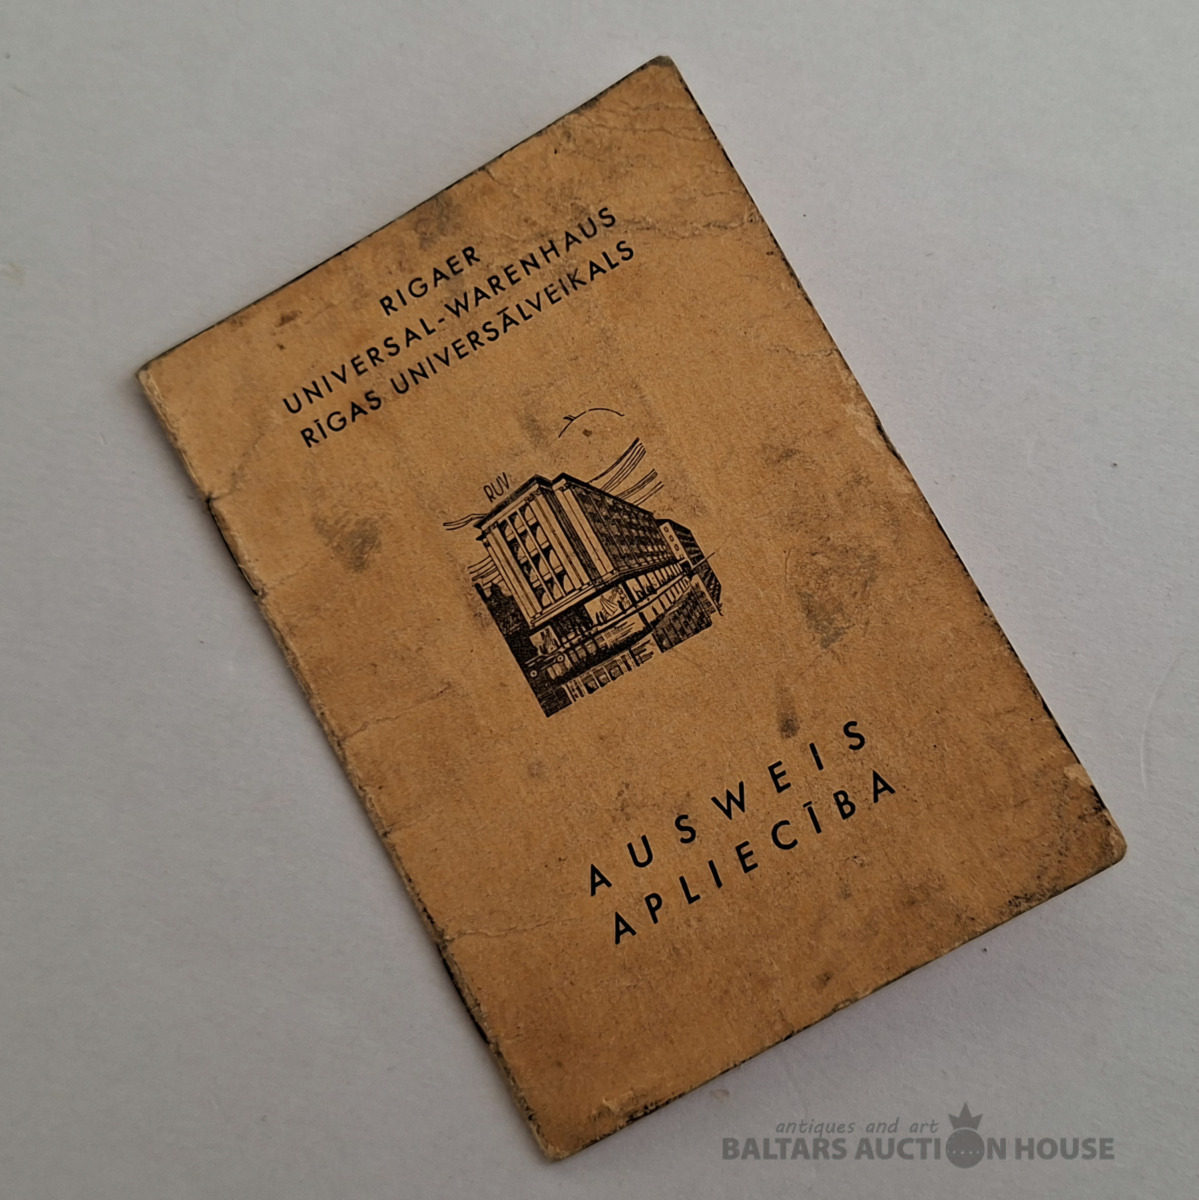 RIGAER
UNIVERSAL-WARENHAUS
RĪGAS UNIVERSĀLVEIKALS
RUV
AUSWEIS
APLIECĪBA
antiques and art
BALTARS AUCTION HOUSE